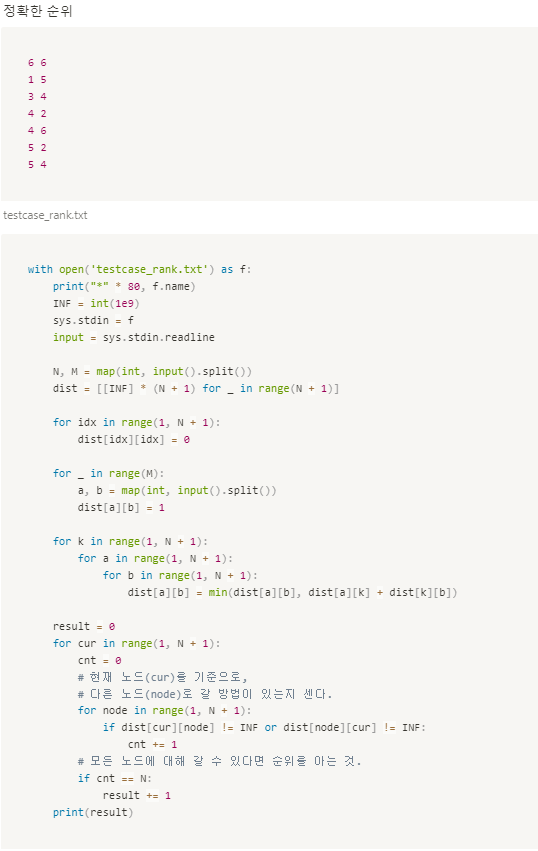 정확한 순위
6 6
1 5
3 4
4 2
4 6
5 2
5 4
testcase_rank.txt
with open('testcase_rank.txt') as f:
    print("*" * 80, f.name)
    INF = int(1e9)
    sys.stdin = f
    input = sys.stdin.readline

    N, M = map(int, input().split())
    dist = [[INF] * (N + 1) for _ in range(N + 1)]

    for idx in range(1, N + 1):
        dist[idx][idx] = 0

    for _ in range(M):
        a, b = map(int, input().split())
        dist[a][b] = 1

    for k in range(1, N + 1):
        for a in range(1, N + 1):
            for b in range(1, N + 1):
                dist[a][b] = min(dist[a][b], dist[a][k] + dist[k][b])

    result = 0
    for cur in range(1, N + 1):
        cnt = 0
        # 현재 노드(cur)을 기준으로,
        # 다른 노드(node)로 갈 방법이 있는지 센다.
        for node in range(1, N + 1):
            if dist[cur][node] != INF or dist[node][cur] != INF:
                cnt += 1
        # 모든 노드에 대해 갈 수 있다면 순위를 아는 것.
        if cnt == N:
            result += 1
    print(result)